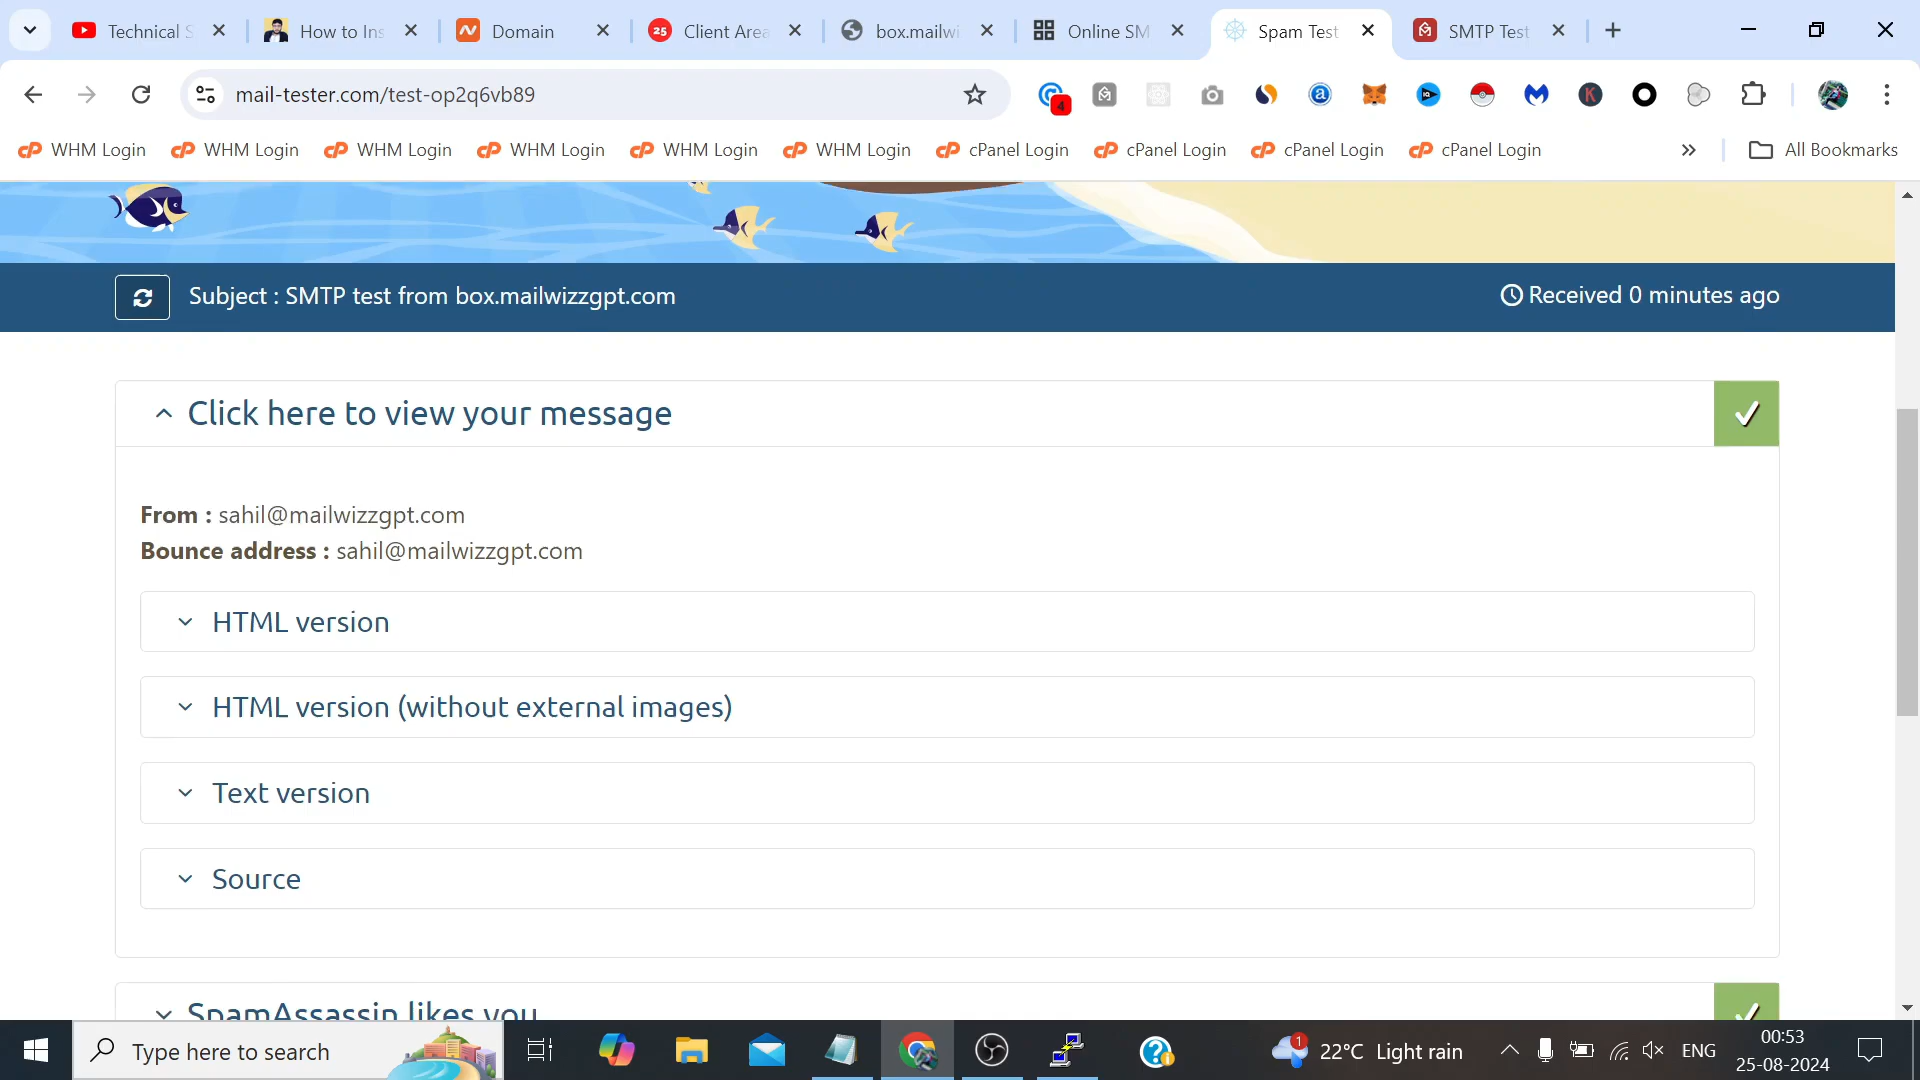 Technical S
How to Ins
Domain
25
Client Area
box.mailwi
Online SM
Spam Test
SMTP Test
mail-tester.com/test-op2q6vb89
4
WHM Login
WHM Login
WHM Login
WHM Login
WHM Login
WHM Login
cPanel Login
cPanel Login
cPanel Login
cPanel Login
All Bookmarks
Subject : SMTP test from box.mailwizzgpt.com
Received 0 minutes ago
Click here to view your message
From : sahil@mailwizzgpt.com
Bounce address : sahil@mailwizzgpt.com
HTML version
HTML version (without external images)
Text version
Source
SpamAssassin likes you
Type here to search
1
22°C Light rain
ENG
00:53
25-08-2024